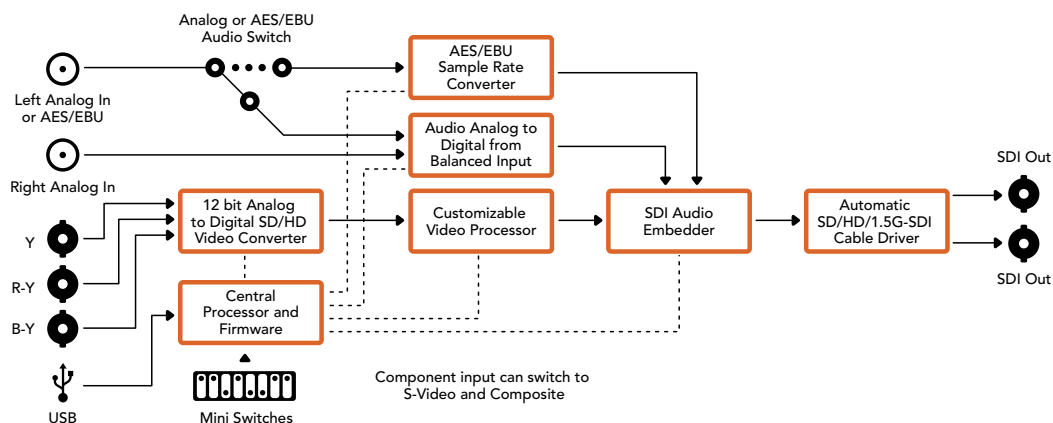 Analog or AES/EBU
Audio Switch
Left Analog In
or AES/EBU
Right Analog In
AES/EBU
Sample Rate
Converter
Audio Analog to
Digital from
Balanced Input
Y
R-Y
B-Y
USB
12 bit Analog
to Digital SD/HD
Video Converter
Customizable
Video Processor
SDI Audio
Embedder
Automatic
SD/HD/1.5G-SDI
Cable Driver
SDI Out
SDI Out
Central
Processor and
Firmware
Mini Switches
Component input can switch to
S-Video and Composite